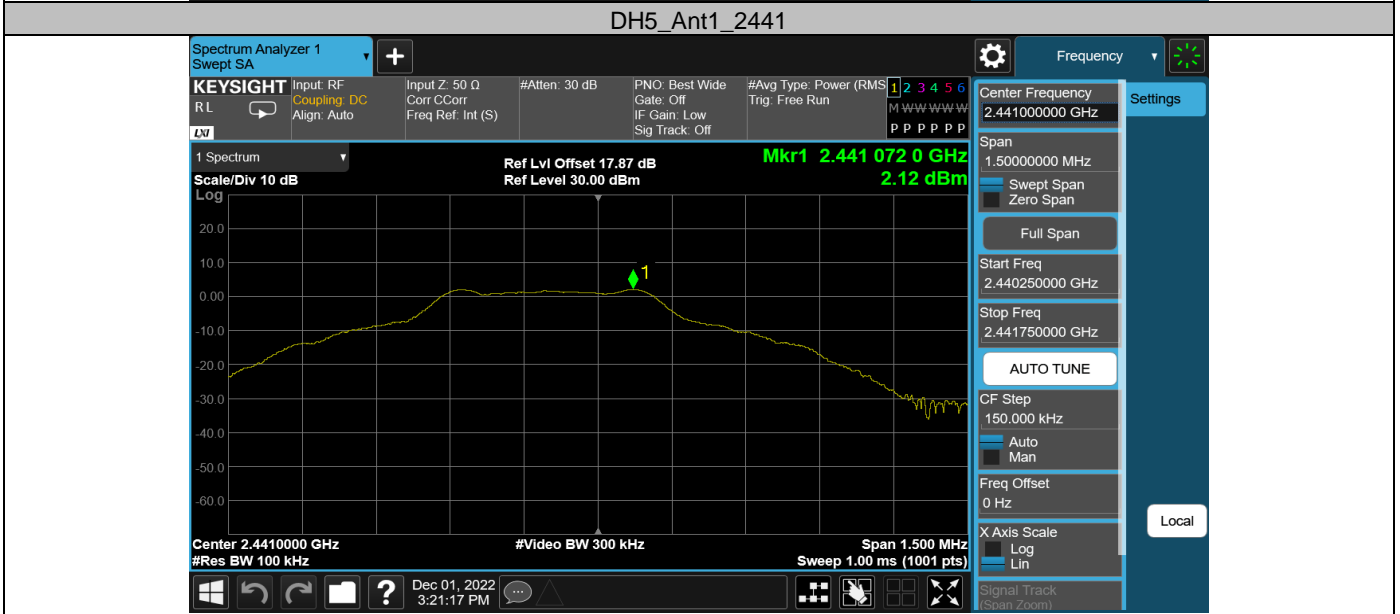 DH5_Ant1_2441
Spectrum Analyzer 1
Swept SA
+
Frequency
KEYSIGHT
R L
LXI
Input: RF
Coupling: DC
Align: Auto
Input Z: 50 Ω
Corr CCorr
Freq Ref: Int (S)
#Atten: 30 dB
PNO: Best Wide
Gate: Off
IF Gain: Low
Sig Track: Off
#Avg Type: Power (RMS
Trig: Free Run
1 2 3 4 5 6
M W W W W W
P P P P P P
1 Spectrum
Scale/Div 10 dB
Ref Lvl Offset 17.87 dB
Ref Level 30.00 dBm
Mkr1 2.441 072 0 GHz
2.12 dBm
Log
20.0
10.0
0.00
-10.0
-20.0
-30.0
-40.0
-50.0
-60.0
1
Center 2.4410000 GHz
#Res BW 100 kHz
#Video BW 300 kHz
Span 1.500 MHz
Sweep 1.00 ms (1001 pts)
Center Frequency
2.441000000 GHz
Span
1.50000000 MHz
Swept Span
Zero Span
Full Span
Start Freq
2.440250000 GHz
Stop Freq
2.441750000 GHz
AUTO TUNE
CF Step
150.000 kHz
Auto
Man
Freq Offset
0 Hz
X Axis Scale
Log
Lin
Signal Track
(Span Zoom)
Settings
Local
?
Dec 01, 2022
3:21:17 PM